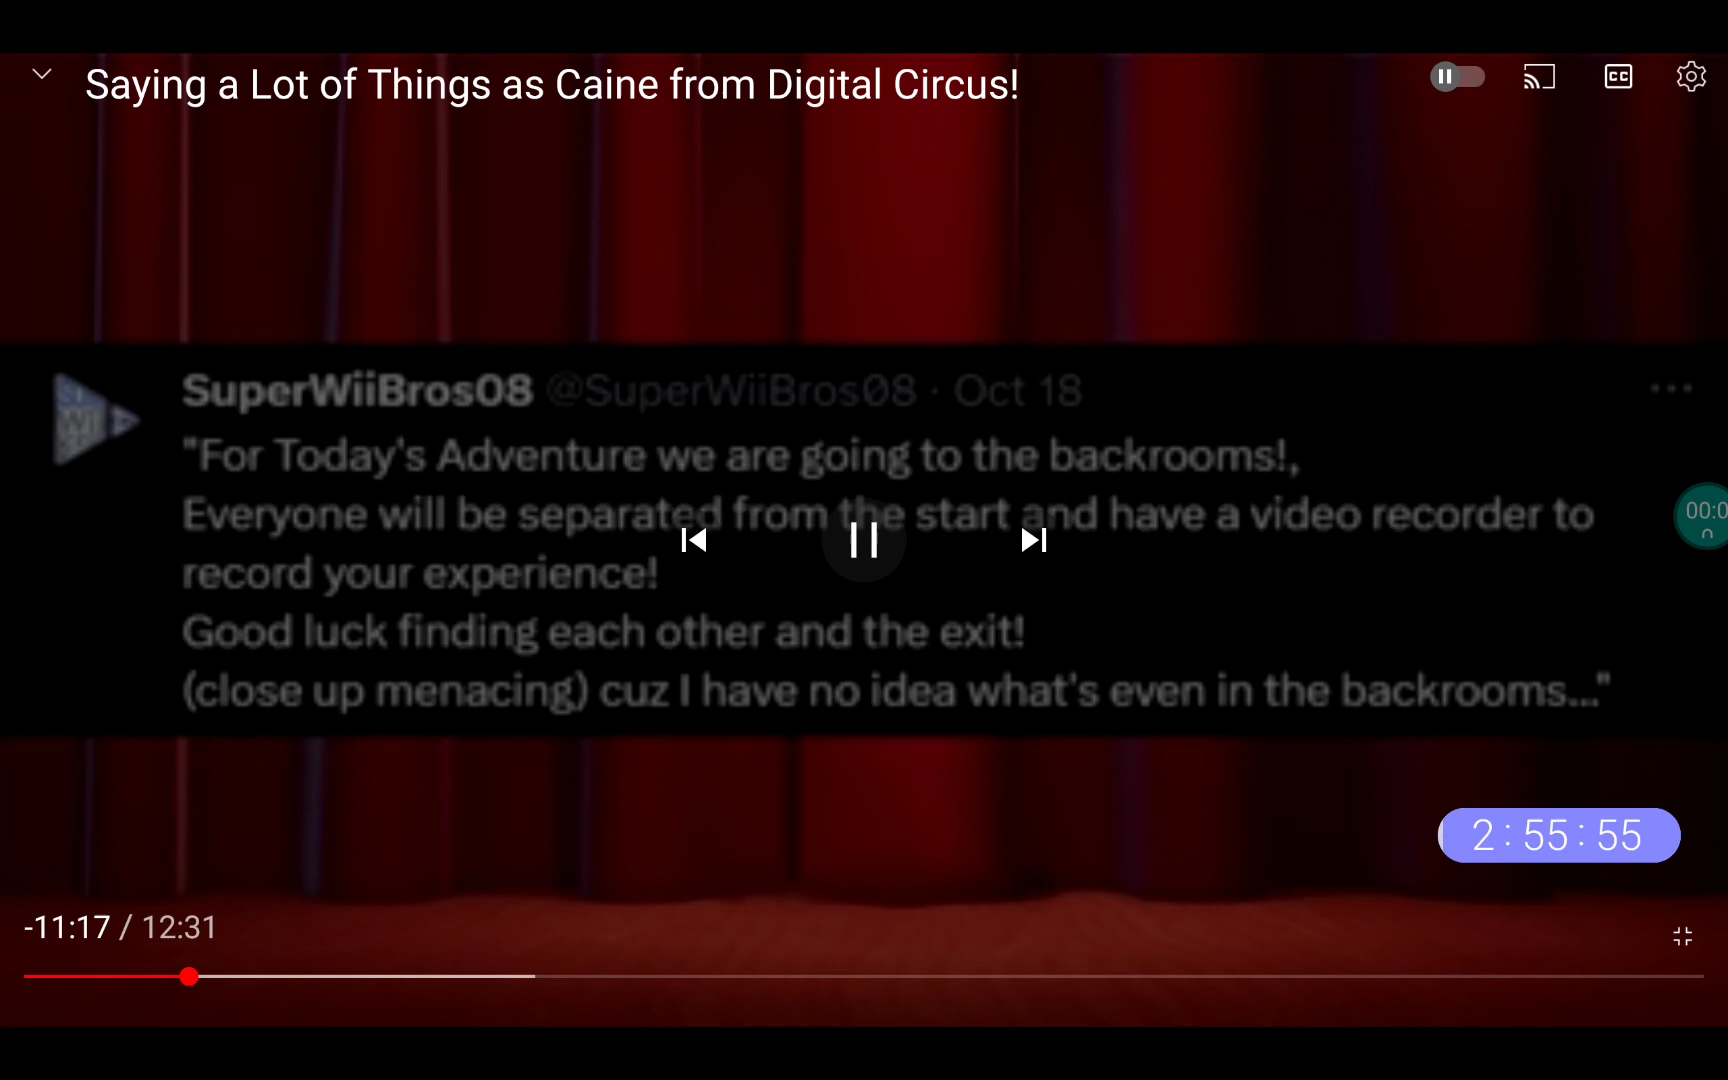 Saying a Lot of Things as Caine from Digital Circus!
CC
SuperWiiBros08 @SuperWiiBros08 · Oct 18 ...
"For Today's Adventure we are going to the backrooms!,
Everyone will be separated from the start and have a video recorder to
record your experience!
Good luck finding each other and the exit!
(close up menacing) cuz I have no idea what's even in the backrooms..."
00:0
2:55:55
-11:17 / 12:31